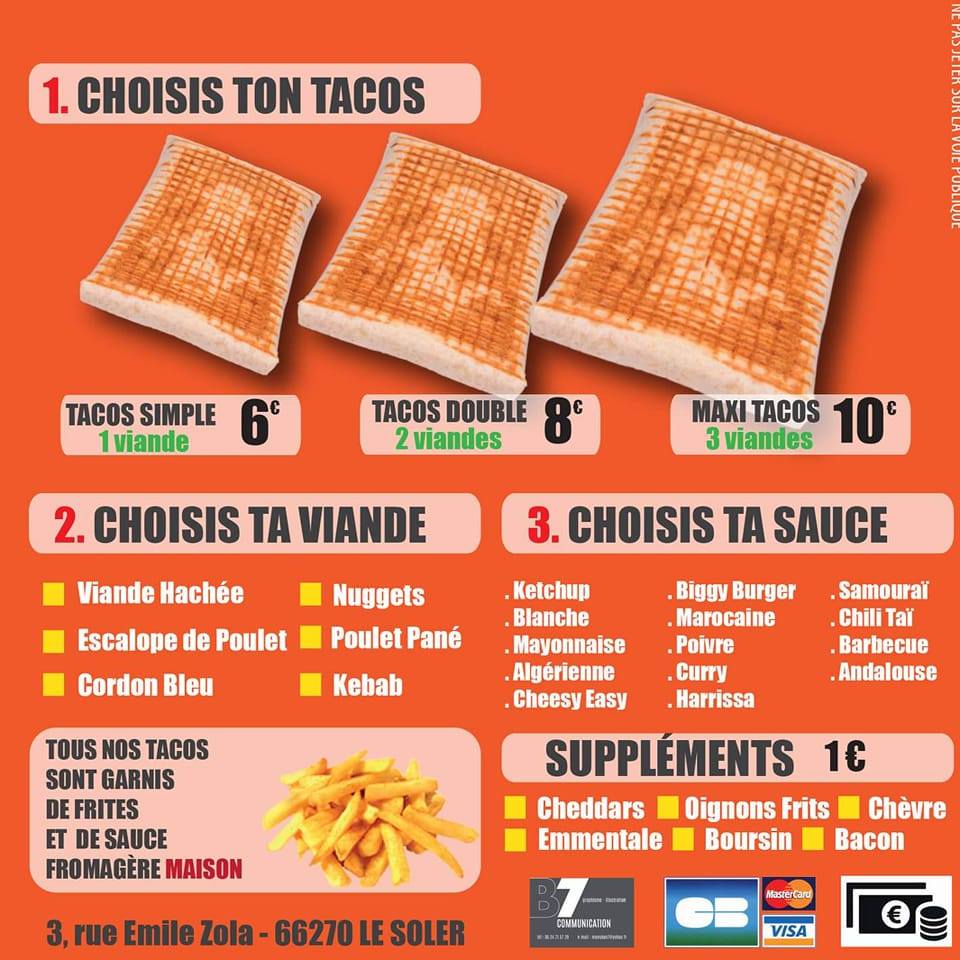 NE PAS JETER SUR LA VOIE PUBLIQUE
1. CHOISIS TON TACOS
TACOS SIMPLE 6€
1 viande
TACOS DOUBLE 8€
2 viandes
MAXI TACOS 10€
3 viandes
2. CHOISIS TA VIANDE
Viande Hachée
Escalope de Poulet
Cordon Bleu
Nuggets
Poulet Pané
Kebab
3. CHOISIS TA SAUCE
. Ketchup
. Blanche
. Mayonnaise
. Algérienne
. Cheesy Easy
. Biggy Burger
. Marocaine
. Poivre
. Curry
. Harrissa
. Samouraï
. Chili Taï
. Barbecue
. Andalouse
TOUS NOS TACOS
SONT GARNIS
DE FRITES
ET DE SAUCE
FROMAGÈRE MAISON
SUPPLÉMENTS 1€
Cheddars Oignons Frits Chèvre
Emmentale Boursin Bacon
3, rue Emile Zola - 66270 LE SOLER
B7
graphisme - illustration
COMMUNICATION
CB
MasterCard
VISA
€